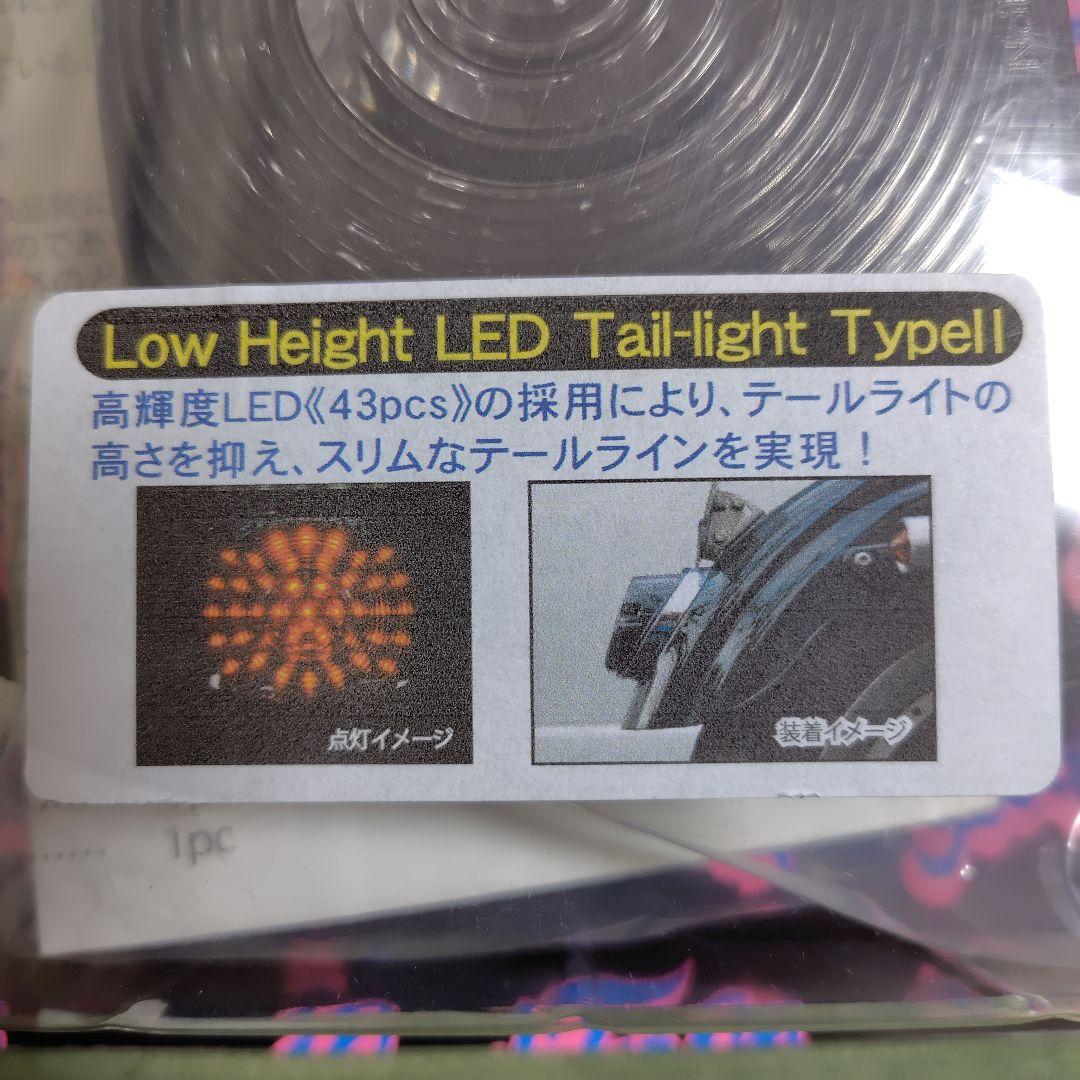 Low Height LED Tail-light TypeII
高輝度LED《43pcs》の採用により、テールライトの
高さを抑え、スリムなテールラインを実現！
点灯イメージ
装着イメージ
...... 1pc